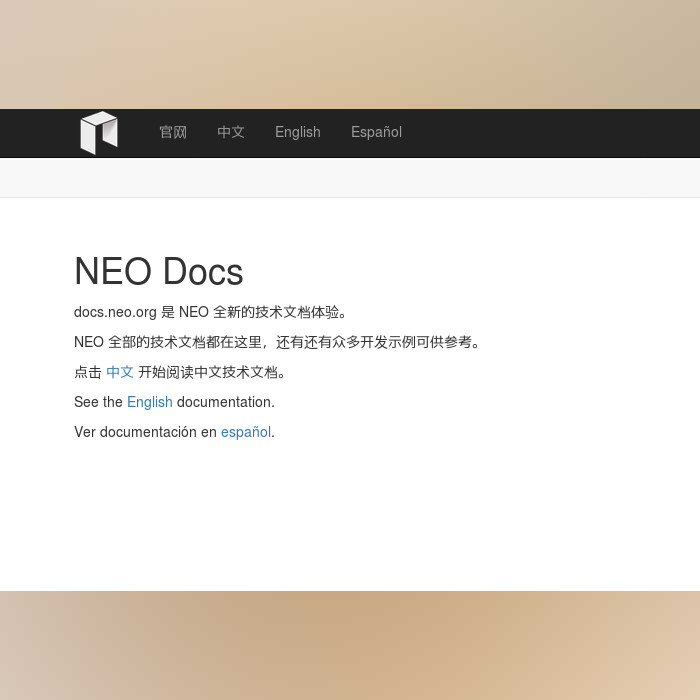 官网 中文 English Español
NEO Docs
docs.neo.org 是 NEO 全新的技术文档体验。
NEO 全部的技术文档都在这里，还有还有众多开发示例可供参考。
点击 中文 开始阅读中文技术文档。
See the English documentation.
Ver documentación en español.